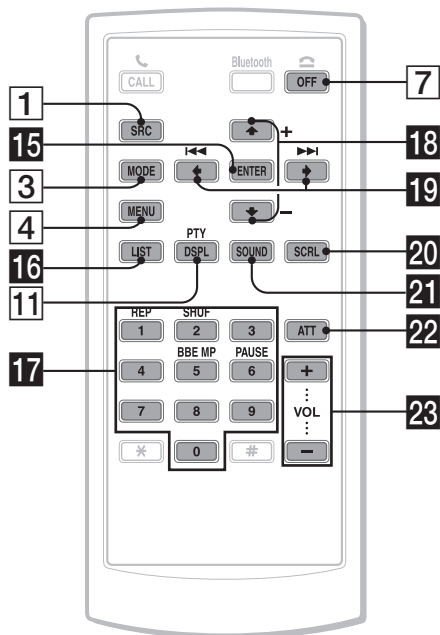 Bluetooth
CALL
OFF
7
1
SRC
+
18
15
MODE
ENTER
19
3
MENU
–
4
PTY
LIST
DSPL
SOUND
SCRL
20
16
11
21
REP
SHUF
1
2
3
ATT
22
17
BBE MP
PAUSE
4
5
6
+
7
8
9
VOL
23
0
#
–